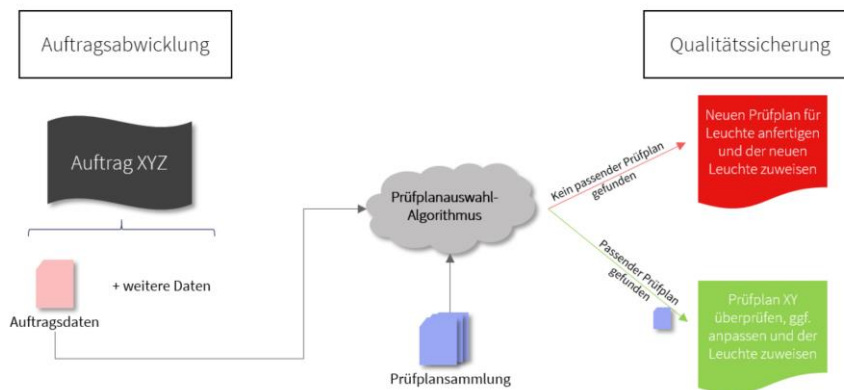 Auftragsabwicklung
Qualitätssicherung
Auftrag XYZ
+ weitere Daten
Auftragsdaten
Prüfplanauswahl-
Algorithmus
Prüfplansammlung
Kein passender Prüfplan
gefunden
Passender Prüfplan
gefunden
Neuen Prüfplan für
Leuchte anfertigen
und der neuen
Leuchte zuweisen
Prüfplan XY
überprüfen, ggf.
anpassen und der
Leuchte zuweisen